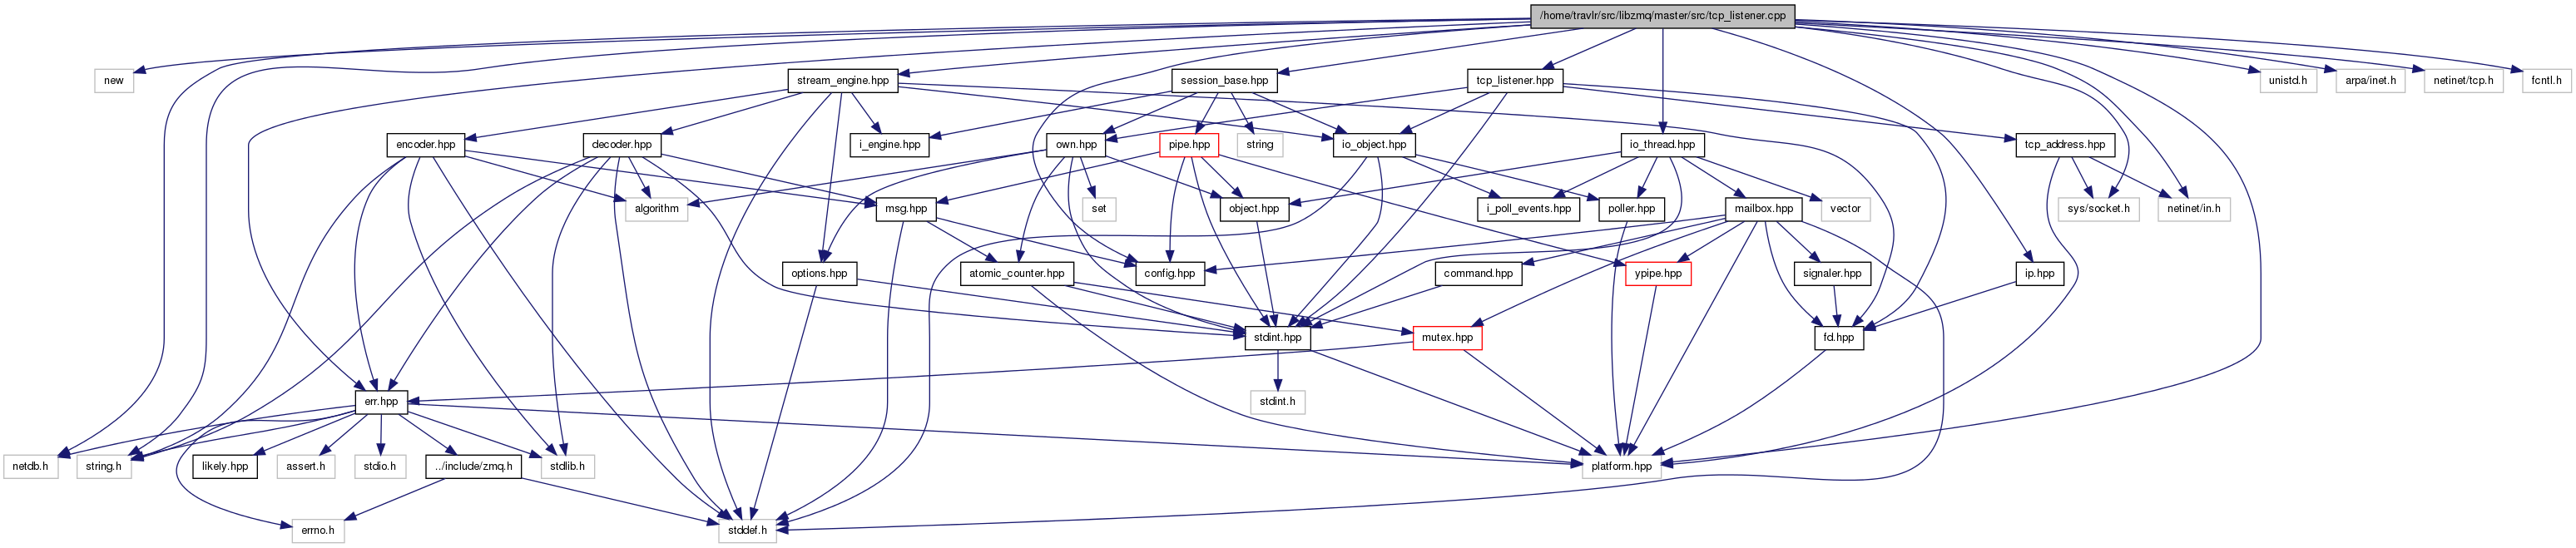 /home/travlr/src/libzmq/master/src/tcp_listener.cpp
new
stream_engine.hpp
session_base.hpp
tcp_listener.hpp
unistd.h
arpa/inet.h
netinet/tcp.h
fcntl.h
encoder.hpp
decoder.hpp
i_engine.hpp
own.hpp
pipe.hpp
string
io_object.hpp
io_thread.hpp
tcp_address.hpp
algorithm
msg.hpp
set
object.hpp
i_poll_events.hpp
poller.hpp
mailbox.hpp
vector
sys/socket.h
netinet/in.h
options.hpp
atomic_counter.hpp
config.hpp
command.hpp
ypipe.hpp
signaler.hpp
ip.hpp
stdint.hpp
mutex.hpp
fd.hpp
err.hpp
stdint.h
netdb.h
string.h
likely.hpp
assert.h
stdio.h
../include/zmq.h
stdlib.h
platform.hpp
errno.h
stddef.h